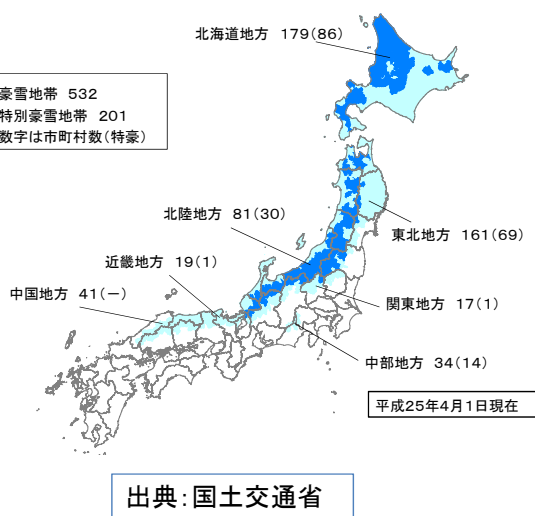 北海道地方 179(86)
豪雪地帯 532
特別豪雪地帯 201
数字は市町村数(特豪)
北陸地方 81(30)
東北地方 161(69)
近畿地方 19(1)
中国地方 41(－)
関東地方 17(1)
中部地方 34(14)
平成25年4月1日現在
出典:国土交通省